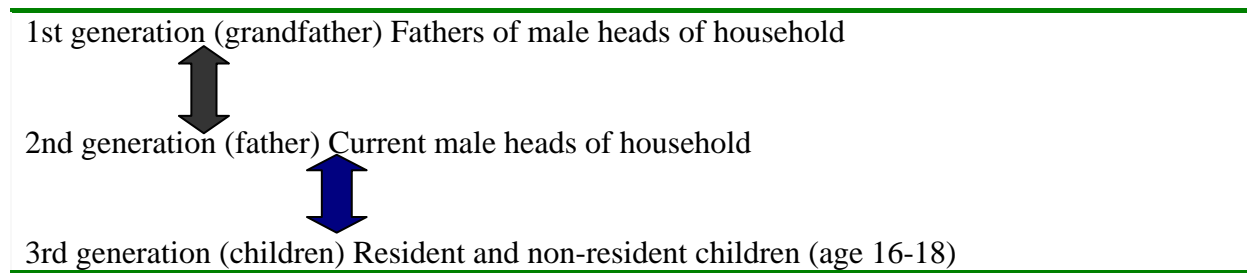 1st generation (grandfather) Fathers of male heads of household
2nd generation (father) Current male heads of household
3rd generation (children) Resident and non-resident children (age 16-18)